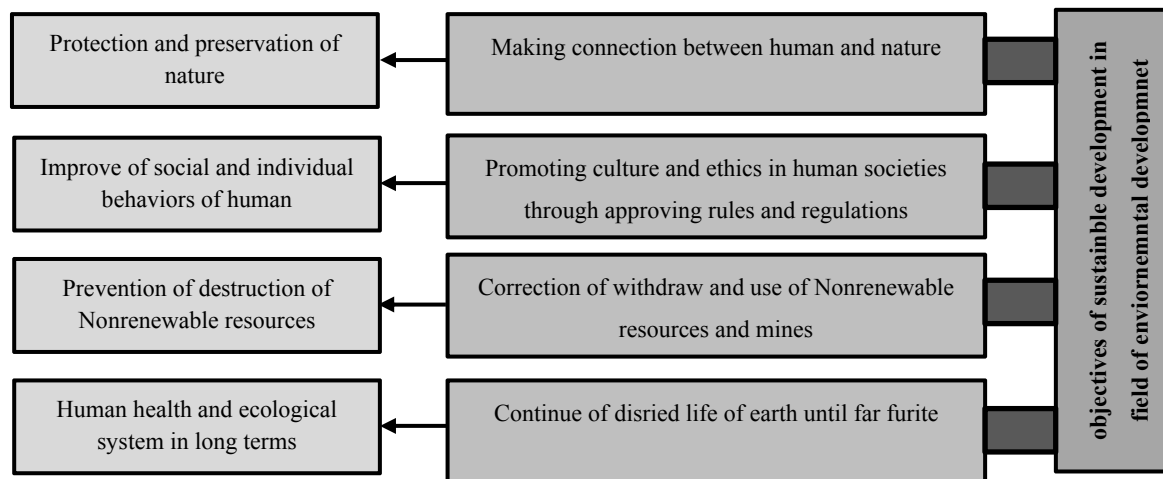 Protection and preservation of
nature
Making connection between human and nature
Improve of social and individual
behaviors of human
Promoting culture and ethics in human societies
through approving rules and regulations
Prevention of destruction of
Nonrenewable resources
Correction of withdraw and use of Nonrenewable
resources and mines
Human health and ecological
system in long terms
Continue of disried life of earth until far furite
objectives of sustainble development in
field of enviornemntal developmnet